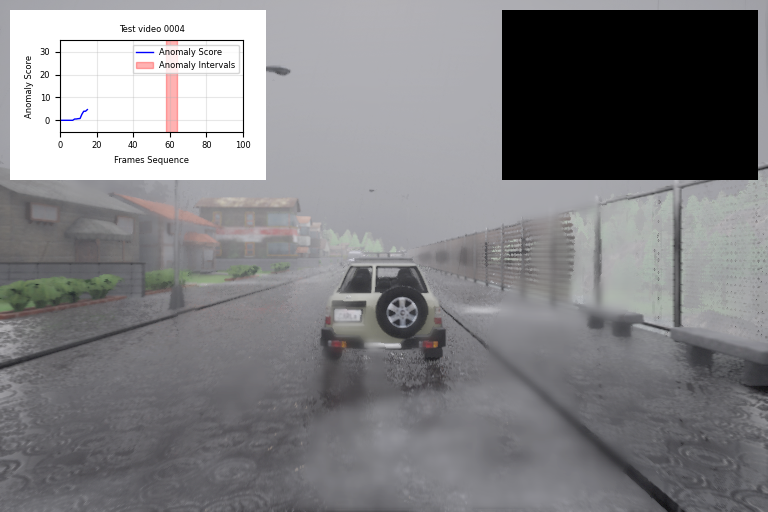 Test video 0004
Anomaly Score
Anomaly Intervals
30
20
10
0
Anomaly Score
0 20 40 60 80 100
Frames Sequence